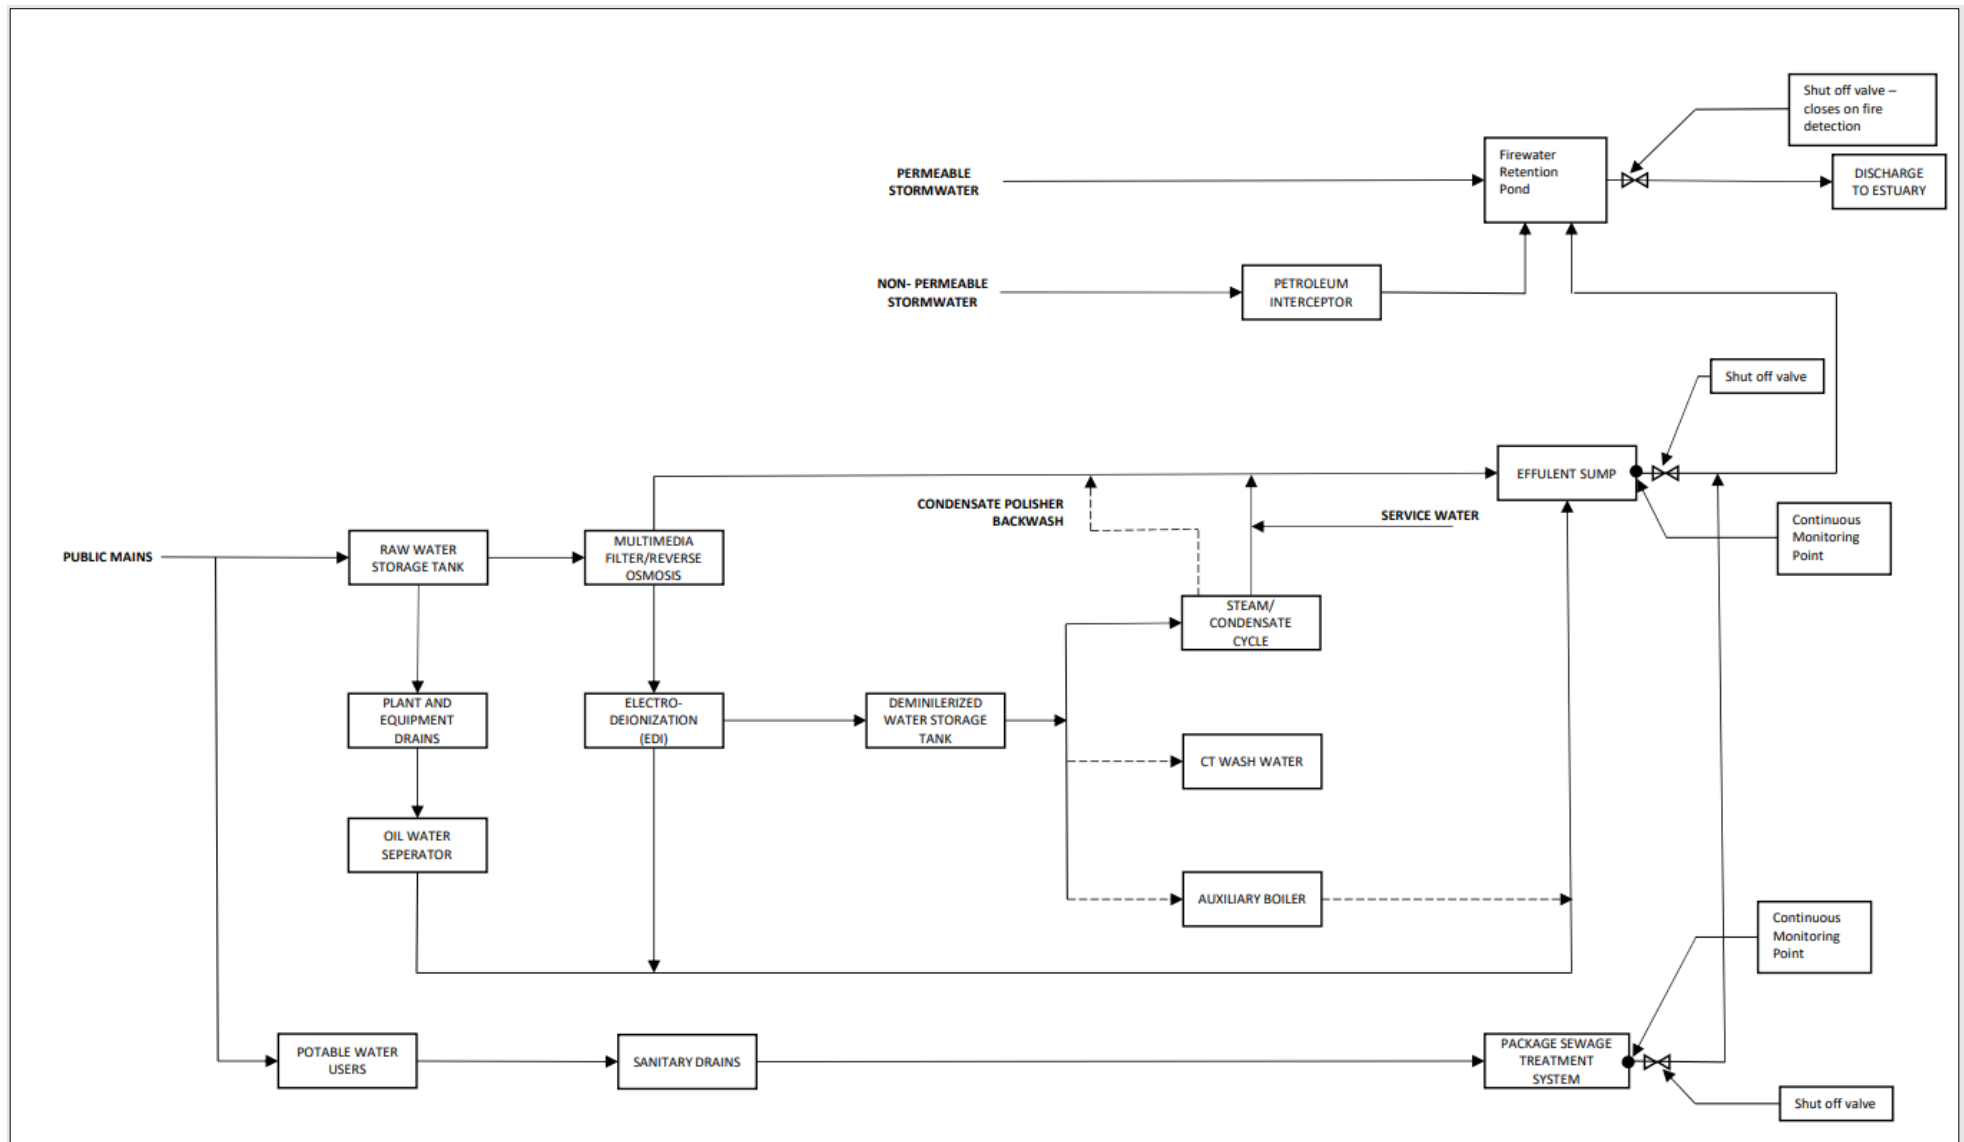 Shut off valve –
closes on fire
detection
Firewater
Retention
Pond
PERMEABLE
STORMWATER
DISCHARGE
TO ESTUARY
NON- PERMEABLE
STORMWATER
PETROLEUM
INTERCEPTOR
Shut off valve
EFFULENT SUMP
CONDENSATE POLISHER
BACKWASH
SERVICE WATER
Continuous
Monitoring
Point
PUBLIC MAINS
RAW WATER
STORAGE TANK
MULTIMEDIA
FILTER/REVERSE
OSMOSIS
STEAM/
CONDENSATE
CYCLE
PLANT AND
EQUIPMENT
DRAINS
ELECTRO-
DEIONIZATION
(EDI)
DEMINILERIZED
WATER STORAGE
TANK
CT WASH WATER
OIL WATER
SEPERATOR
AUXILIARY BOILER
Continuous
Monitoring
Point
POTABLE WATER
USERS
SANITARY DRAINS
PACKAGE SEWAGE
TREATMENT
SYSTEM
Shut off valve